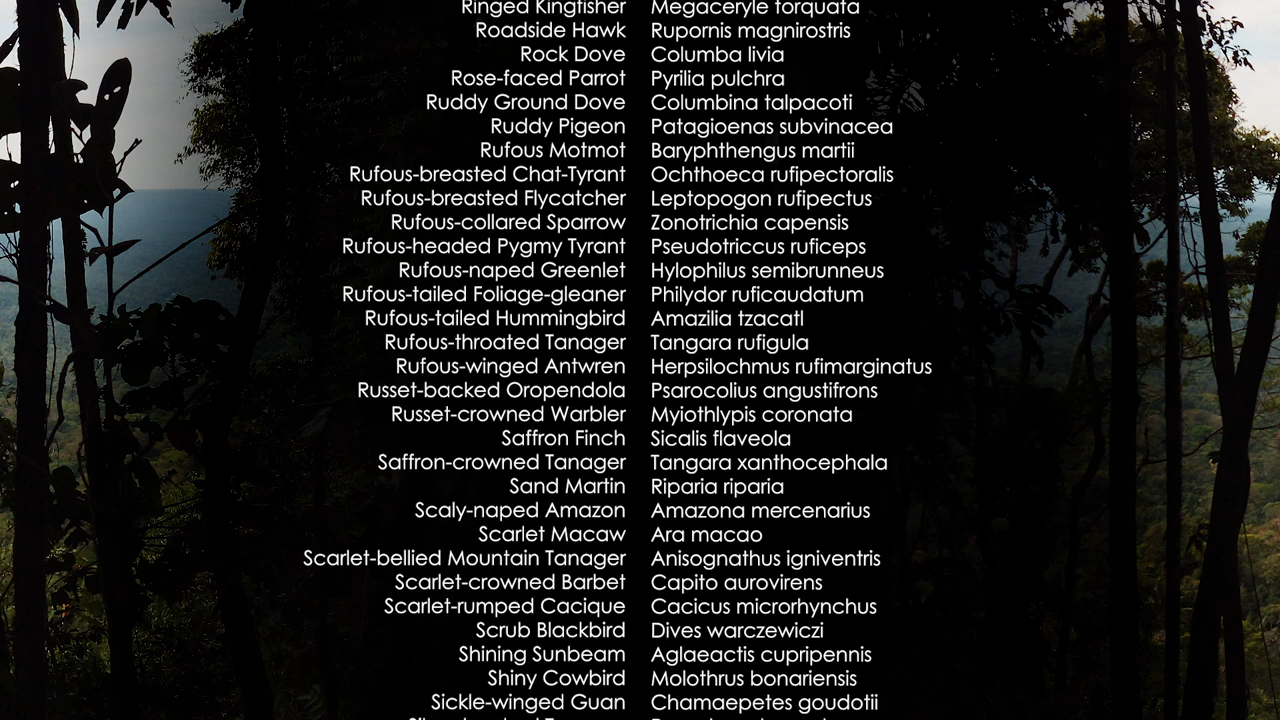 Ringed Kingfisher Megaceryle torquata
Roadside Hawk Rupornis magnirostris
Rock Dove Columba livia
Rose-faced Parrot Pyrilia pulchra
Ruddy Ground Dove Columbina talpacoti
Ruddy Pigeon Patagioenas subvinacea
Rufous Motmot Baryphthengus martii
Rufous-breasted Chat-Tyrant Ochthoeca rufipectoralis
Rufous-breasted Flycatcher Leptopogon rufipectus
Rufous-collared Sparrow Zonotrichia capensis
Rufous-headed Pygmy Tyrant Pseudotriccus ruficeps
Rufous-naped Greenlet Hylophilus semibrunneus
Rufous-tailed Foliage-gleaner Philydor ruficaudatum
Rufous-tailed Hummingbird Amazilia tzacatl
Rufous-throated Tanager Tangara rufigula
Rufous-winged Antwren Herpsilochmus rufimarginatus
Russet-backed Oropendola Psarocolius angustifrons
Russet-crowned Warbler Myiothlypis coronata
Saffron Finch Sicalis flaveola
Saffron-crowned Tanager Tangara xanthocephala
Sand Martin Riparia riparia
Scaly-naped Amazon Amazona mercenarius
Scarlet Macaw Ara macao
Scarlet-bellied Mountain Tanager Anisognathus igniventris
Scarlet-crowned Barbet Capito aurovirens
Scarlet-rumped Cacique Cacicus microrhynchus
Scrub Blackbird Dives warczewiczi
Shining Sunbeam Aglaeactis cupripennis
Shiny Cowbird Molothrus bonariensis
Sickle-winged Guan Chamaepetes goudotii